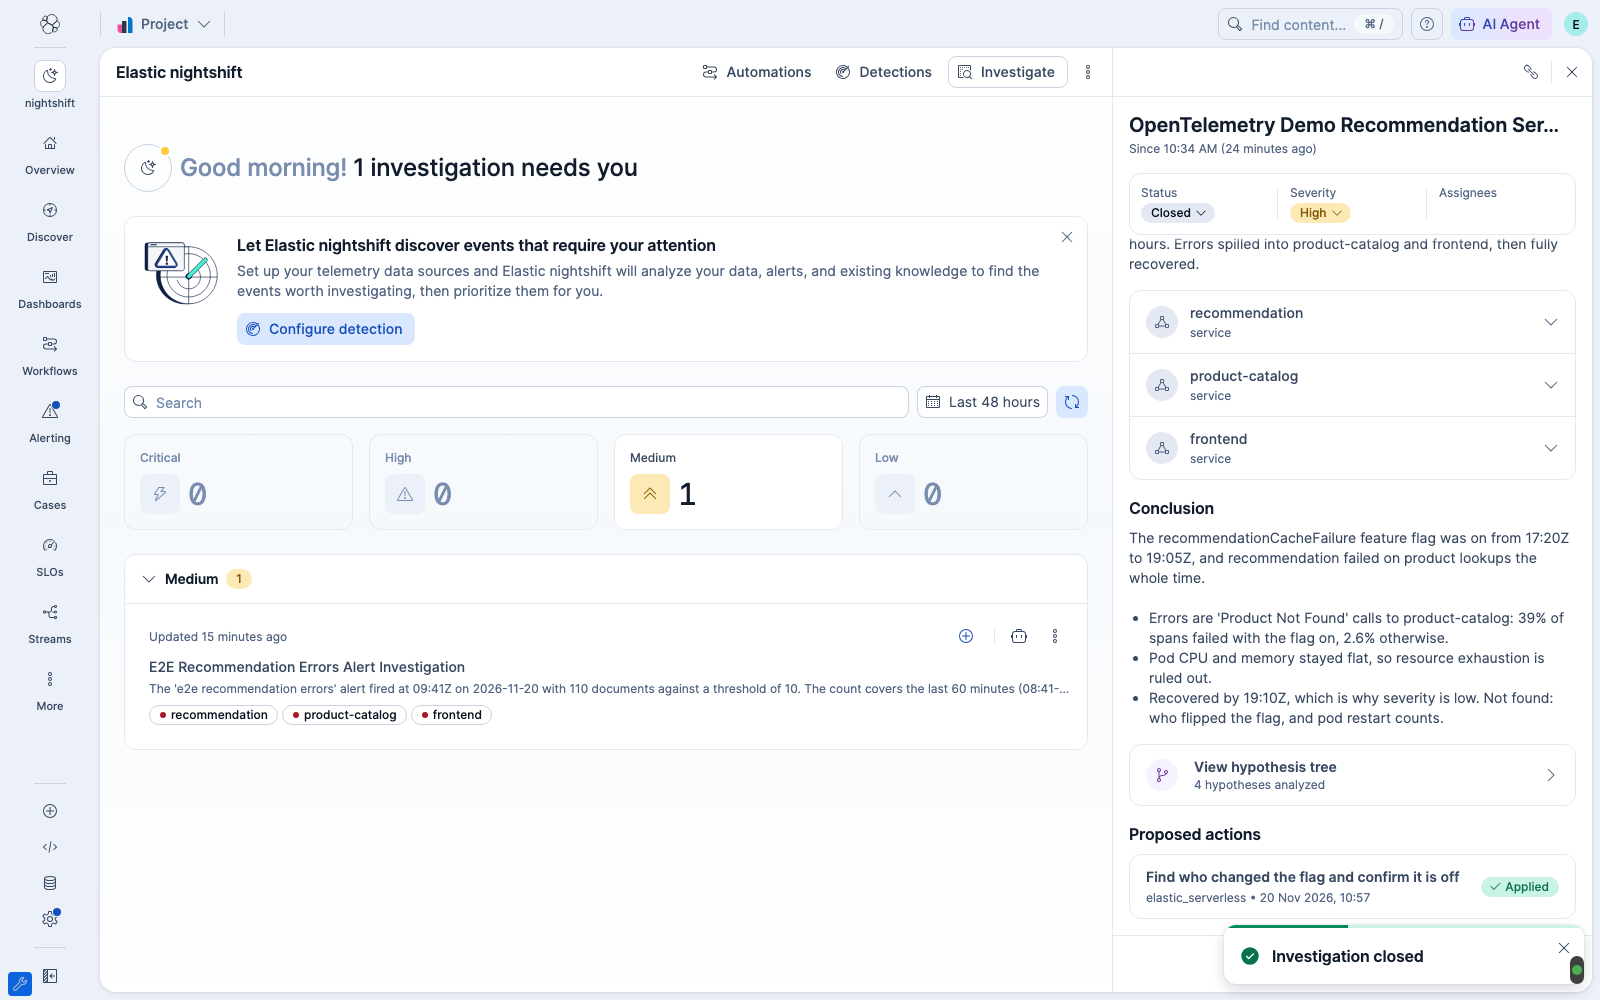 Project
Find content...
⌘ /
AI Agent
E
nightshift
Overview
Discover
Dashboards
Workflows
Alerting
Cases
SLOs
Streams
More
Elastic nightshift
Automations
Detections
Investigate
Good morning! 1 investigation needs you
Let Elastic nightshift discover events that require your attention
Set up your telemetry data sources and Elastic nightshift will analyze your data, alerts, and existing knowledge to find the
events worth investigating, then prioritize them for you.
Configure detection
Search
Last 48 hours
Critical
0
High
0
Medium
1
Low
0
Medium 1
Updated 15 minutes ago
E2E Recommendation Errors Alert Investigation
The 'e2e recommendation errors' alert fired at 09:41Z on 2026-11-20 with 110 documents against a threshold of 10. The count covers the last 60 minutes (08:41-...
recommendation
product-catalog
frontend
OpenTelemetry Demo Recommendation Ser...
Since 10:34 AM (24 minutes ago)
Status
Closed
Severity
High
Assignees
hours. Errors spilled into product-catalog and frontend, then fully
recovered.
recommendation
service
product-catalog
service
frontend
service
Conclusion
The recommendationCacheFailure feature flag was on from 17:20Z
to 19:05Z, and recommendation failed on product lookups the
whole time.
• Errors are 'Product Not Found' calls to product-catalog: 39% of
spans failed with the flag on, 2.6% otherwise.
• Pod CPU and memory stayed flat, so resource exhaustion is
ruled out.
• Recovered by 19:10Z, which is why severity is low. Not found:
who flipped the flag, and pod restart counts.
View hypothesis tree
4 hypotheses analyzed
Proposed actions
Find who changed the flag and confirm it is off
elastic_serverless • 20 Nov 2026, 10:57
Applied
Investigation closed